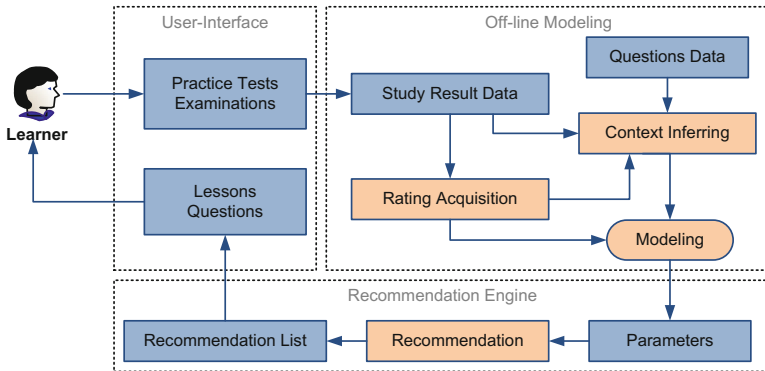 User-Interface
Off-line Modeling
Practice Tests
Examinations
Study Result Data
Questions Data
Learner
Context Inferring
Lessons
Questions
Rating Acquisition
Modeling
Recommendation Engine
Recommendation List
Recommendation
Parameters